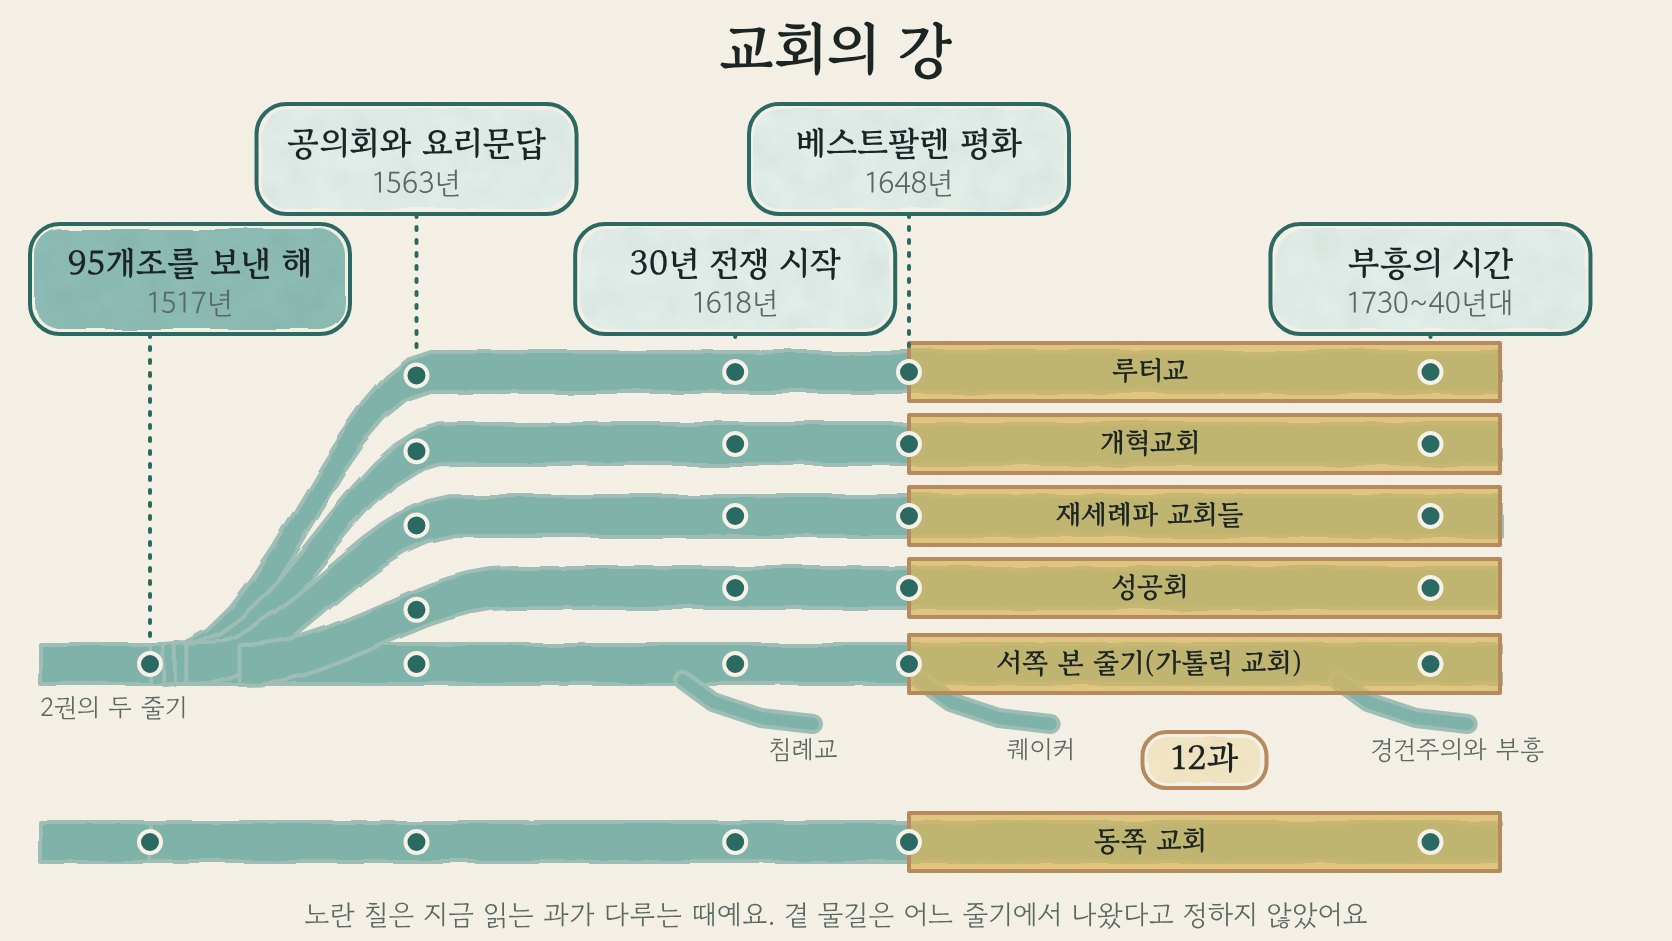 교회의 강
공의회와 요리문답
1563년
베스트팔렌 평화
1648년
95개조를 보낸 해
1517년
30년 전쟁 시작
1618년
부흥의 시간
1730~40년대
루터교
개혁교회
재세례파 교회들
성공회
서쪽 본 줄기(가톨릭 교회)
2권의 두 줄기
침례교
퀘이커
12과
경건주의와 부흥
동쪽 교회
노란 칠은 지금 읽는 과가 다루는 때예요. 곁 물길은 어느 줄기에서 나왔다고 정하지 않았어요